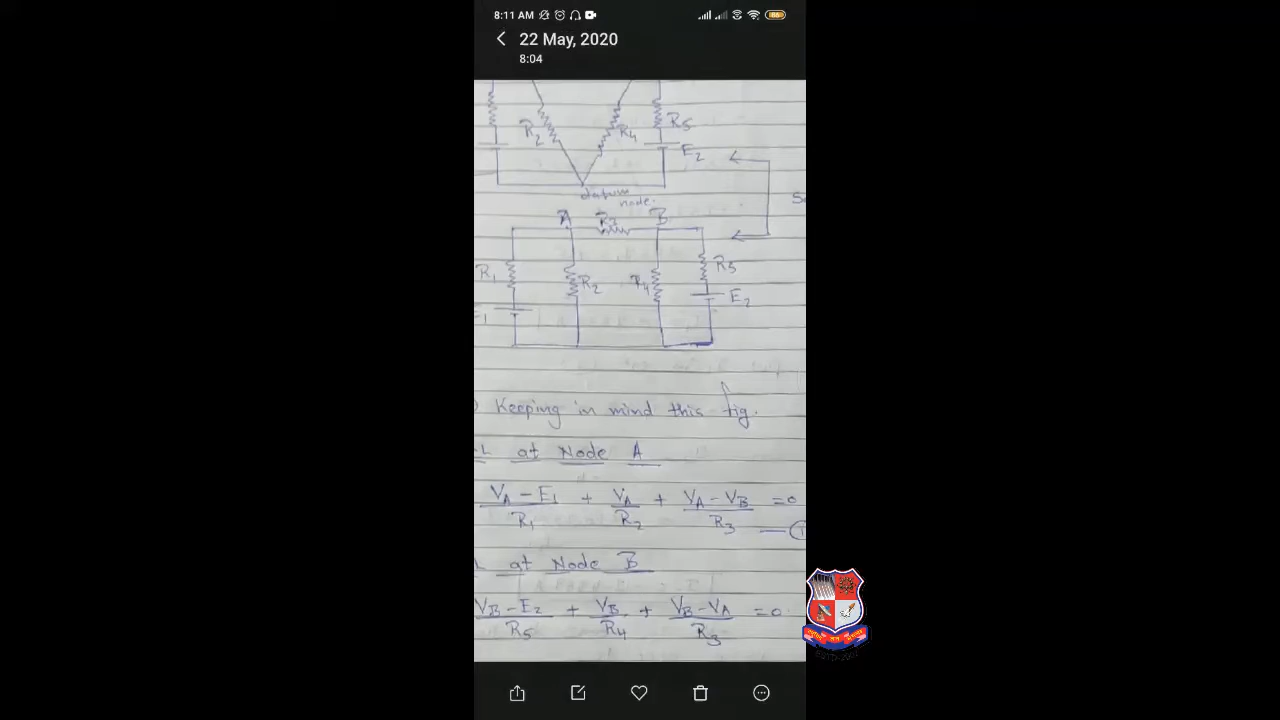 8:11 AM
86
22 May, 2020
8:04
R2
R4
R5
E2
datum
node.
A
R3
B
R1
R2
R4
R3
E2
Keeping in mind this fig.
at Node A
VA - E1 / R1 + VA / R2 + VA - VB / R3 = 0
at Node B
VB - E2 / R5 + VB / R4 + VB - VA / R3 = 0